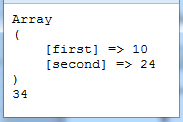 Array
(
    [first] => 10
    [second] => 24
)
34